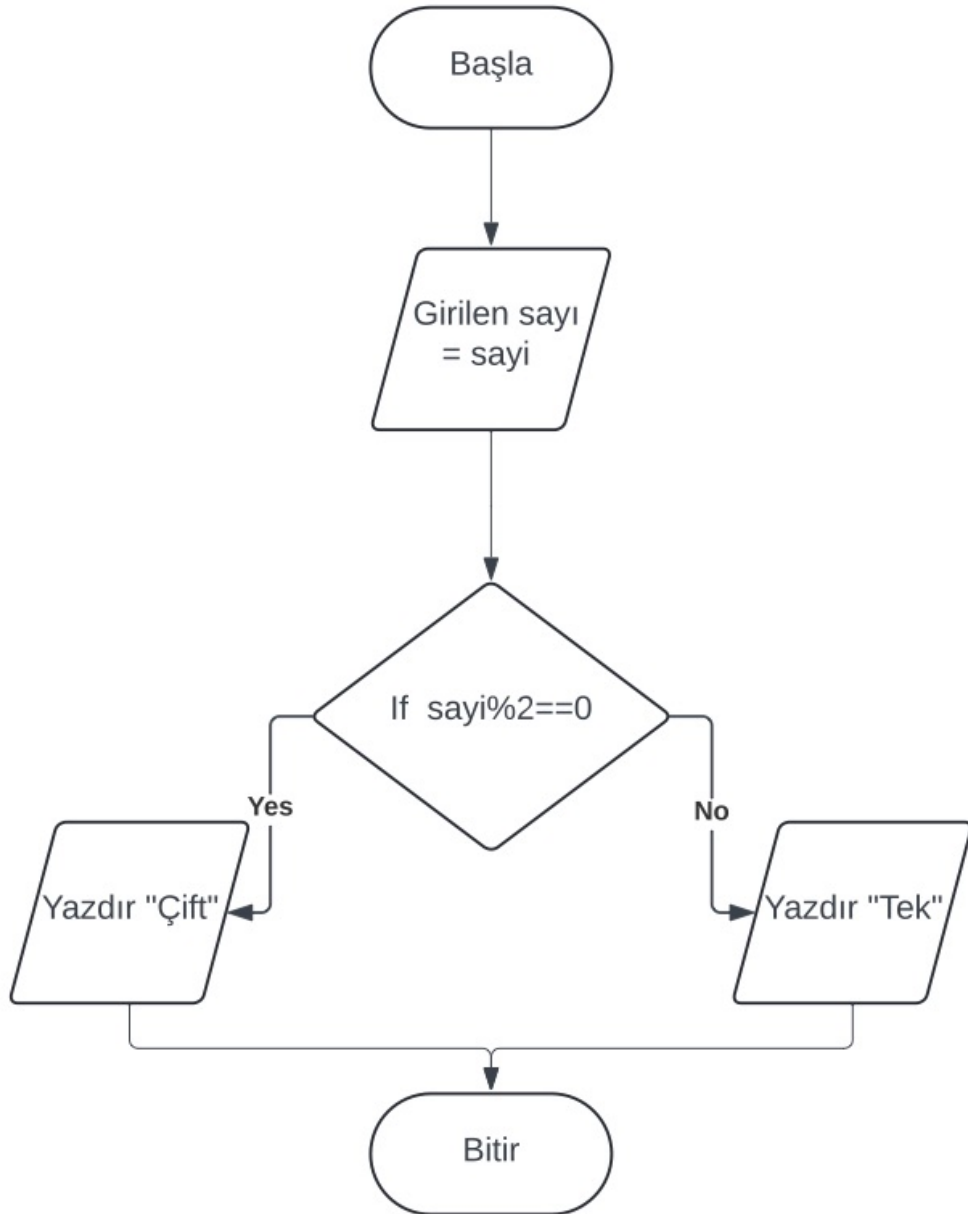 Başla
Girilen sayı
= sayi
If  sayi%2==0
Yes
No
Yazdır "Çift"
Yazdır "Tek"
Bitir